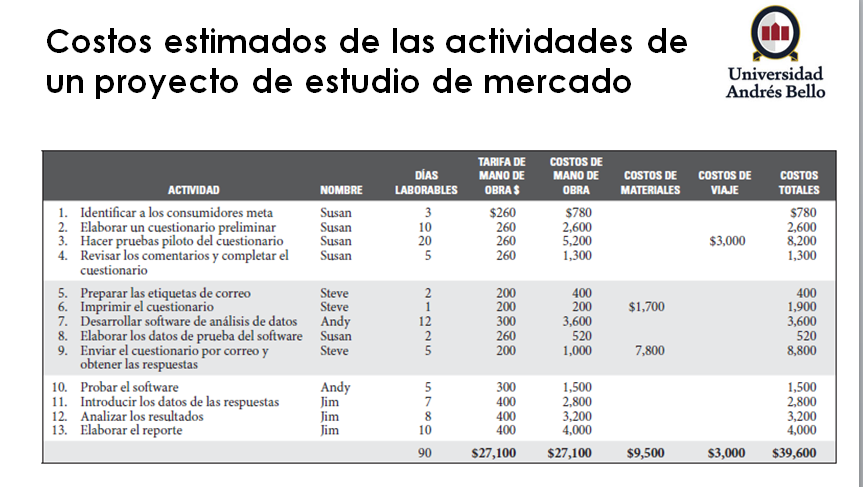 Costos estimados de las actividades de
un proyecto de estudio de mercado
Universidad
Andrés Bello
ACTIVIDAD NOMBRE DÍAS LABORABLES TARIFA DE MANO DE OBRA $ COSTOS DE MANO DE OBRA COSTOS DE MATERIALES COSTOS DE VIAJE COSTOS TOTALES
1. Identificar a los consumidores meta Susan 3 $260 $780 $780
2. Elaborar un cuestionario preliminar Susan 10 260 2,600 2,600
3. Hacer pruebas piloto del cuestionario Susan 20 260 5,200 $3,000 8,200
4. Revisar los comentarios y completar el Susan 5 260 1,300 1,300
cuestionario
5. Preparar las etiquetas de correo Steve 2 200 400 400
6. Imprimir el cuestionario Steve 1 200 200 $1,700 1,900
7. Desarrollar software de análisis de datos Andy 12 300 3,600 3,600
8. Elaborar los datos de prueba del software Susan 2 260 520 520
9. Enviar el cuestionario por correo y Steve 5 200 1,000 7,800 8,800
obtener las respuestas
10. Probar el software Andy 5 300 1,500 1,500
11. Introducir los datos de las respuestas Jim 7 400 2,800 2,800
12. Analizar los resultados Jim 8 400 3,200 3,200
13. Elaborar el reporte Jim 10 400 4,000 4,000
90 $27,100 $27,100 $9,500 $3,000 $39,600